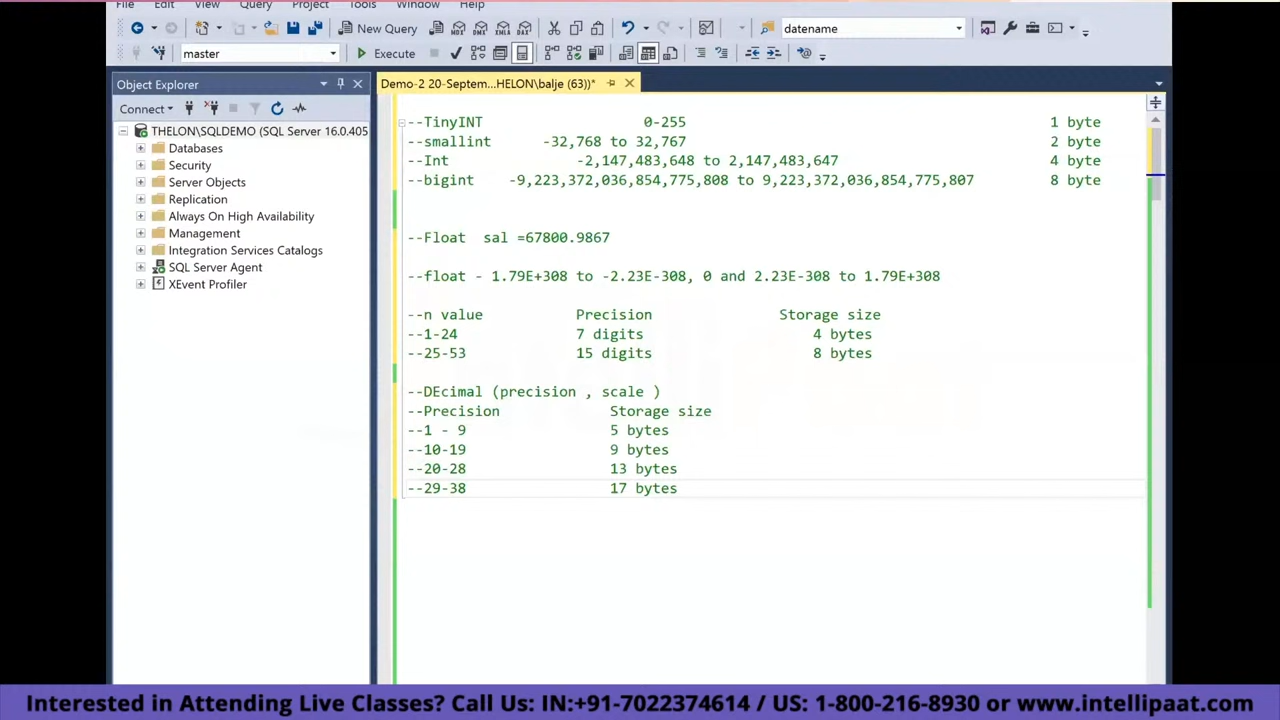 File Edit View Query Project Tools Window Help
New Query datename
master Execute
Object Explorer
Demo-2 20-Septem...HELON\balje (63))*
Connect
THELON\SQLDEMO (SQL Server 16.0.405
Databases
Security
Server Objects
Replication
Always On High Availability
Management
Integration Services Catalogs
SQL Server Agent
XEvent Profiler
--TinyINT 0-255 1 byte
--smallint -32,768 to 32,767 2 byte
--Int -2,147,483,648 to 2,147,483,647 4 byte
--bigint -9,223,372,036,854,775,808 to 9,223,372,036,854,775,807 8 byte
--Float sal =67800.9867
--float - 1.79E+308 to -2.23E-308, 0 and 2.23E-308 to 1.79E+308
--n value Precision Storage size
--1-24 7 digits 4 bytes
--25-53 15 digits 8 bytes
--DEcimal (precision , scale )
--Precision Storage size
--1 - 9 5 bytes
--10-19 9 bytes
--20-28 13 bytes
--29-38 17 bytes
Interested in Attending Live Classes? Call Us: IN:+91-7022374614 / US: 1-800-216-8930 or www.intellipaat.com